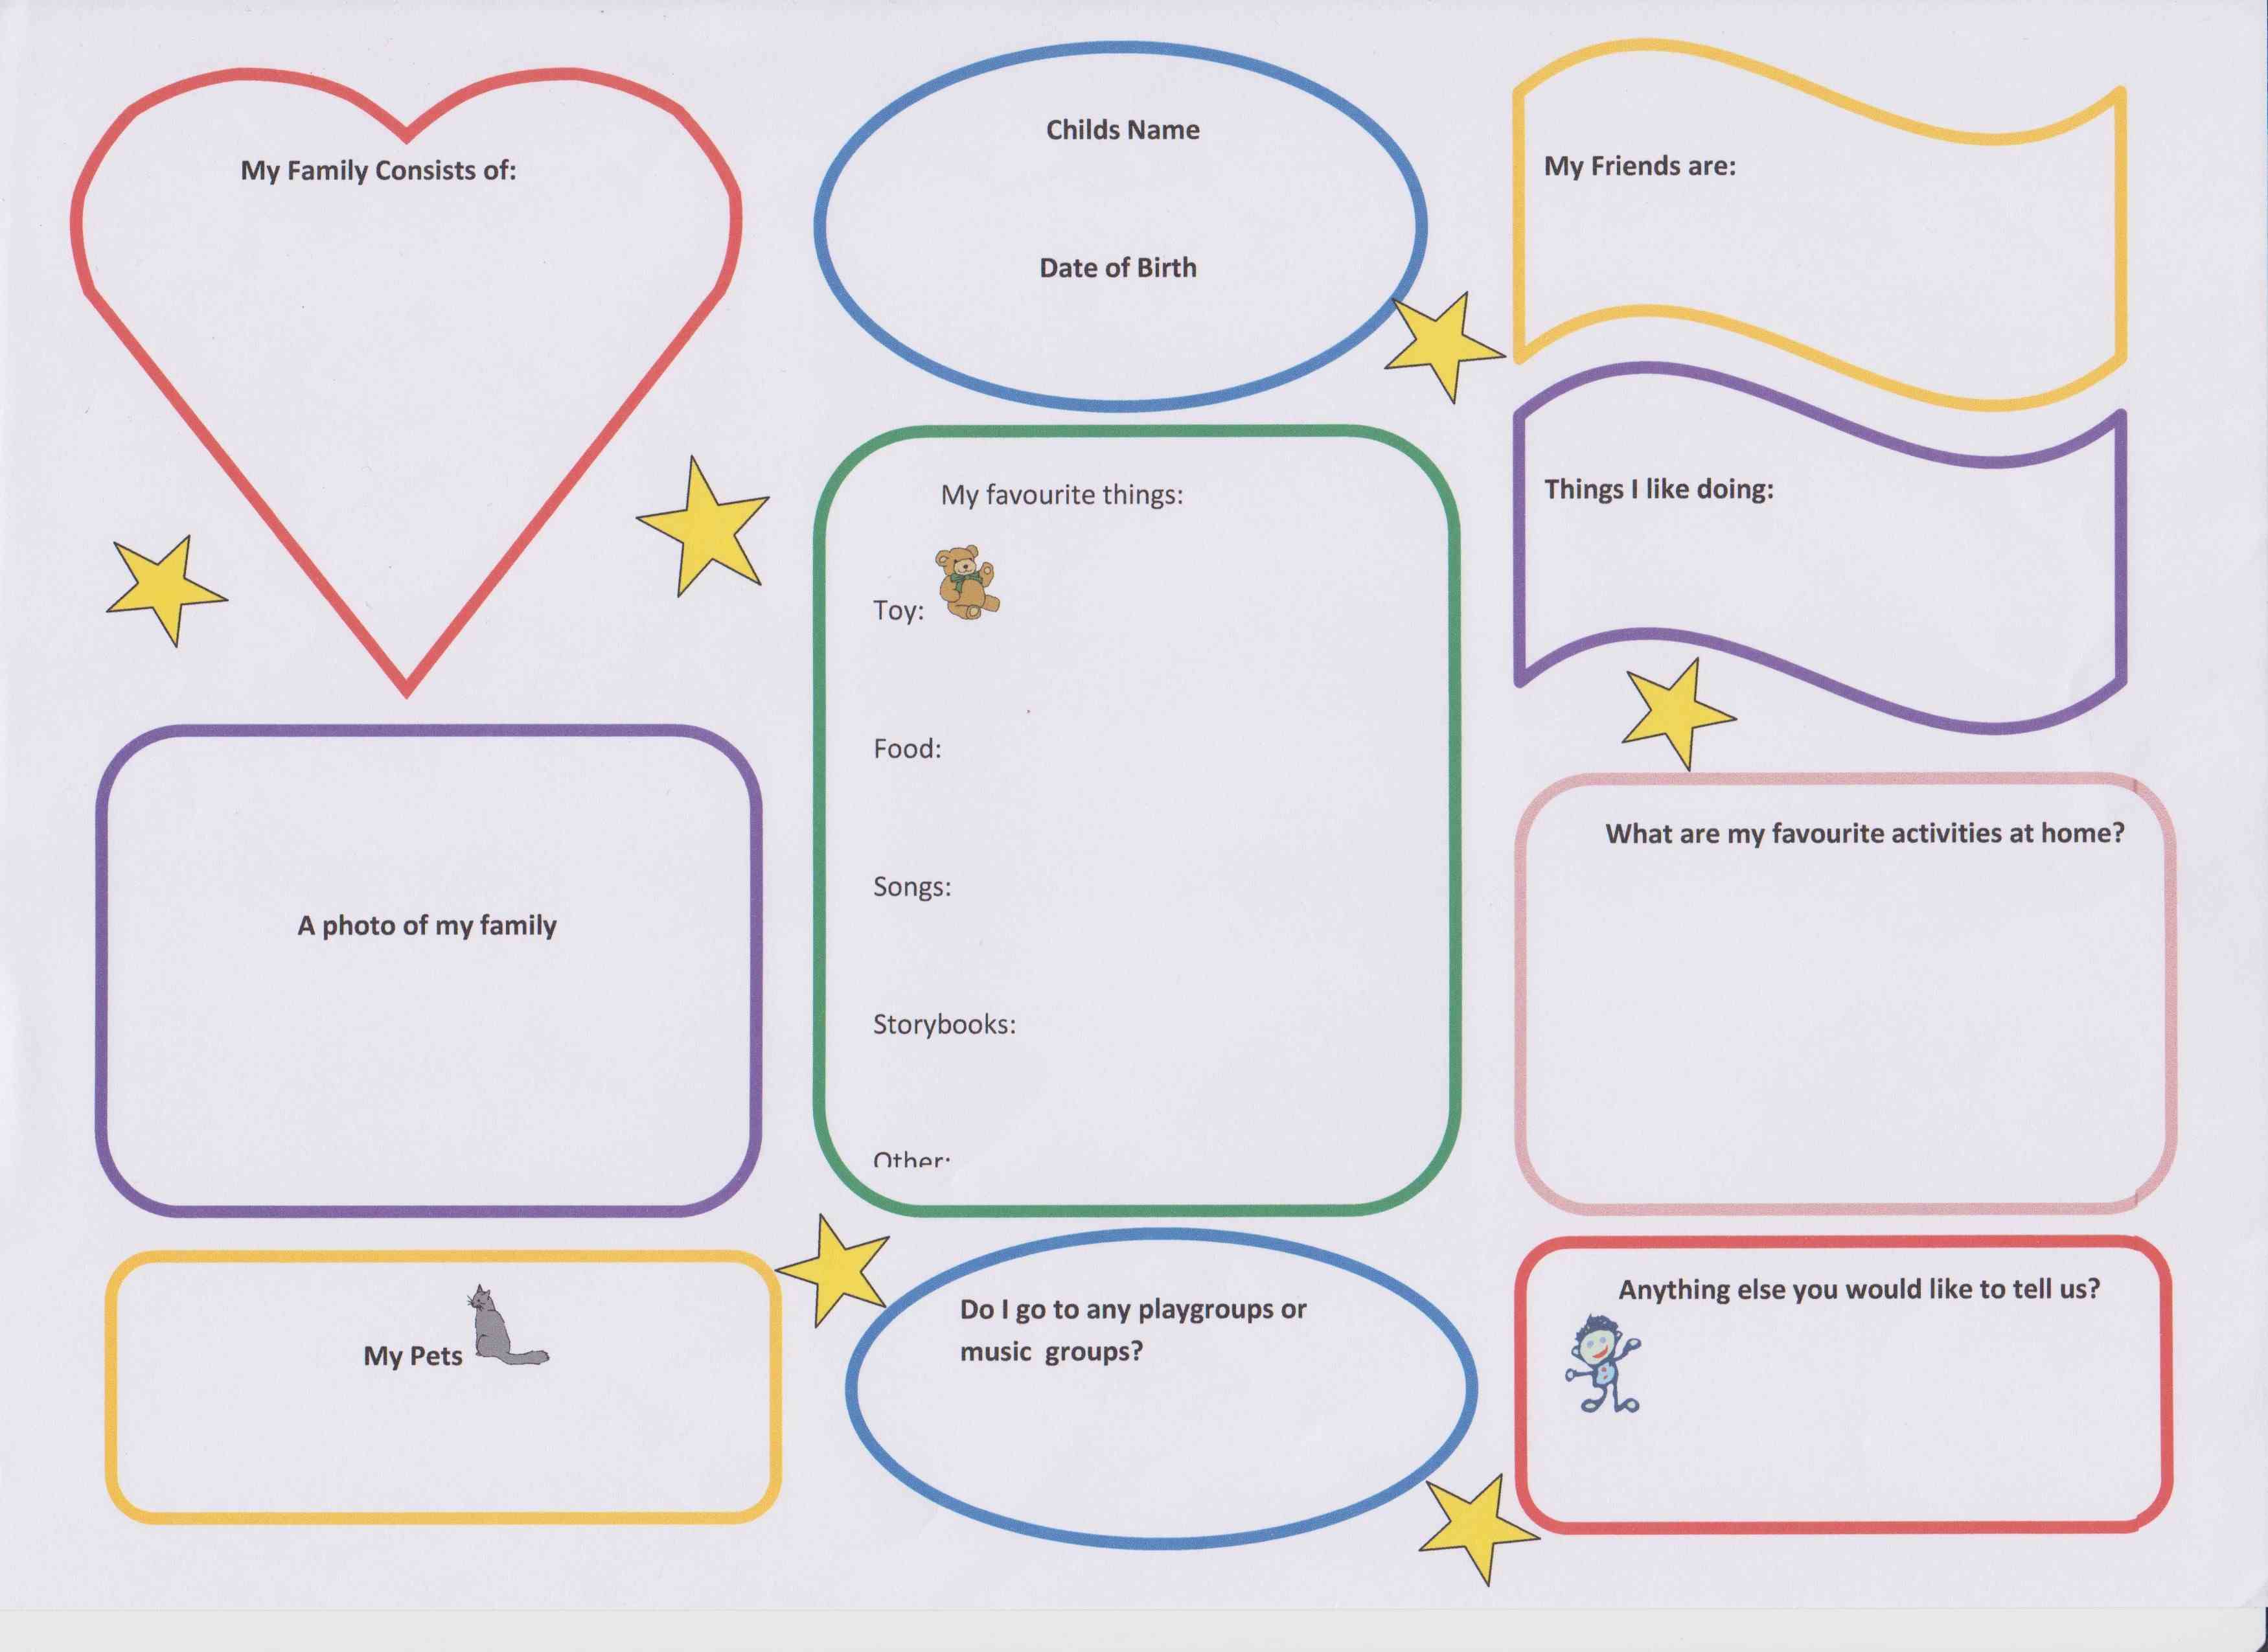 My Family Consists of:
Childs Name
Date of Birth
My Friends are:
Things I like doing:
My favourite things:
Toy:
Food:
Songs:
Storybooks:
Other:
A photo of my family
What are my favourite activities at home?
My Pets
Do I go to any playgroups or
music groups?
Anything else you would like to tell us?